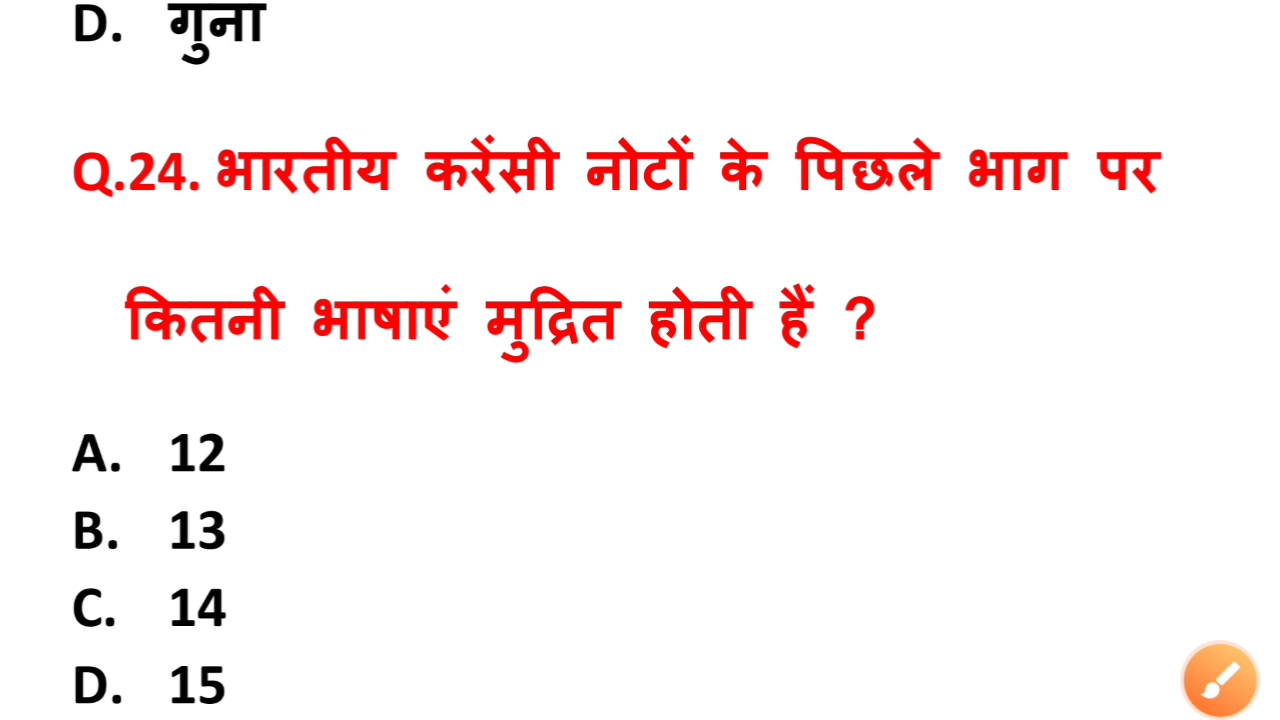 D. गुना
Q.24. भारतीय करेंसी नोटों के पिछले भाग पर
कितनी भाषाएं मुद्रित होती हैं ?
A. 12
B. 13
C. 14
D. 15